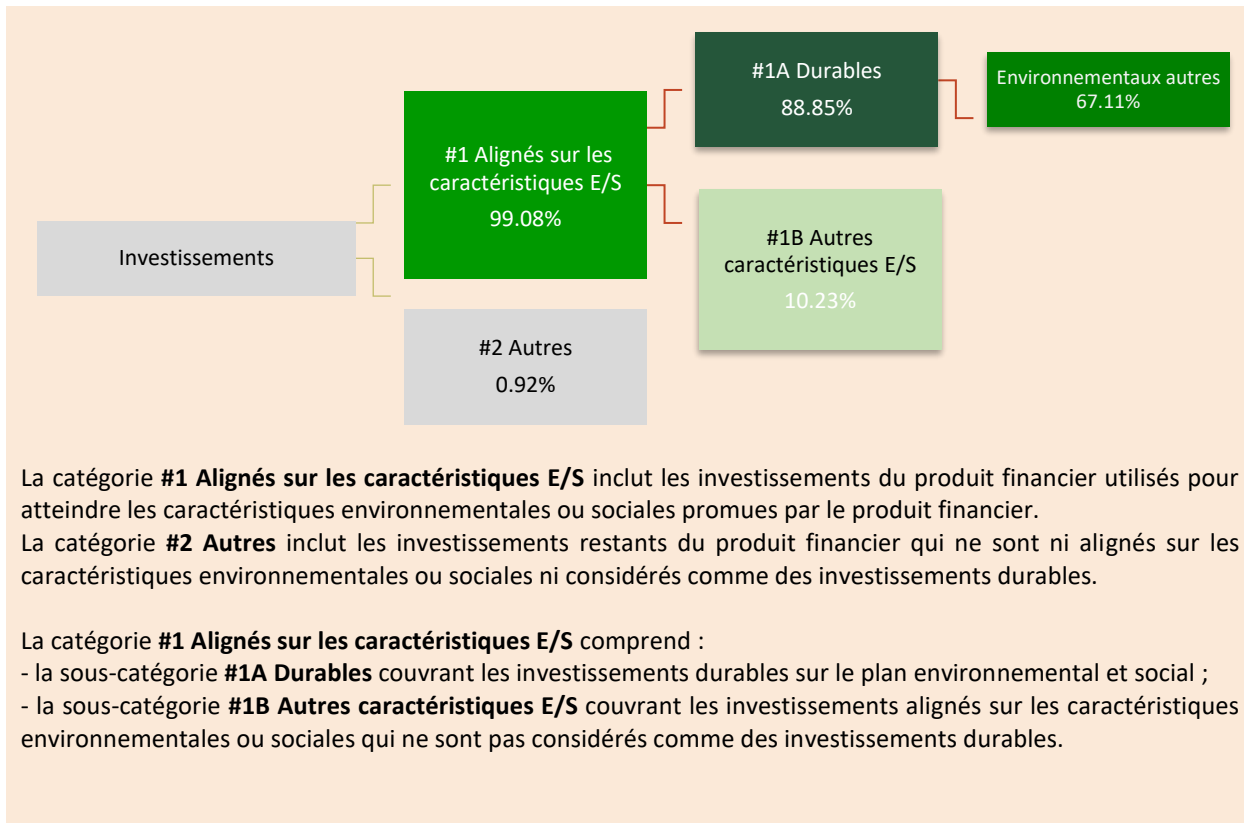 #1A Durables
88.85%
Environnementaux autres
67.11%
#1 Alignés sur les
caractéristiques E/S
99.08%
Investissements
#1B Autres
caractéristiques E/S
10.23%
#2 Autres
0.92%
La catégorie #1 Alignés sur les caractéristiques E/S inclut les investissements du produit financier utilisés pour
atteindre les caractéristiques environnementales ou sociales promues par le produit financier.
La catégorie #2 Autres inclut les investissements restants du produit financier qui ne sont ni alignés sur les
caractéristiques environnementales ou sociales ni considérés comme des investissements durables.
La catégorie #1 Alignés sur les caractéristiques E/S comprend :
- la sous-catégorie #1A Durables couvrant les investissements durables sur le plan environnemental et social ;
- la sous-catégorie #1B Autres caractéristiques E/S couvrant les investissements alignés sur les caractéristiques
environnementales ou sociales qui ne sont pas considérés comme des investissements durables.